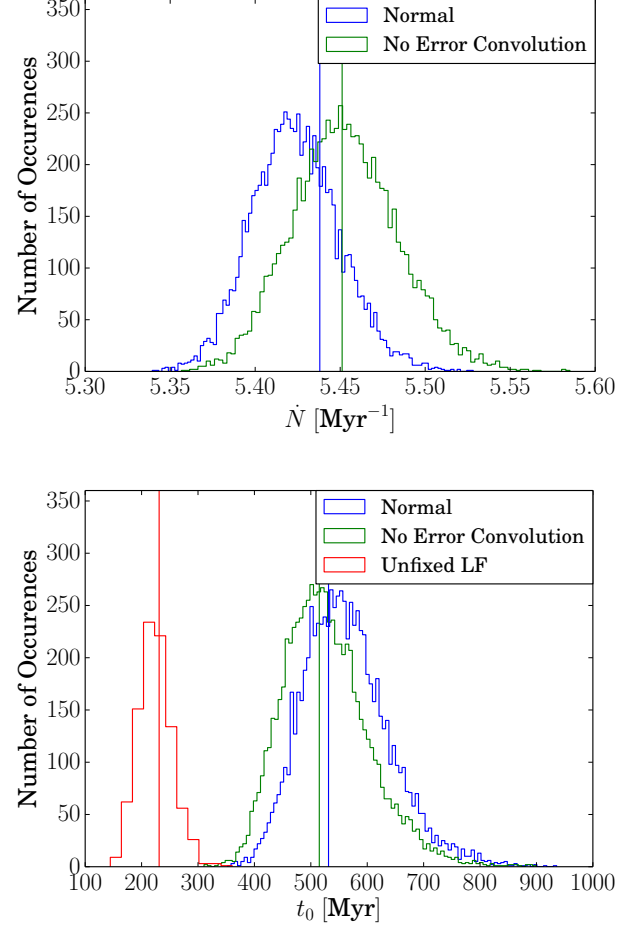 350
300
250
200
150
100
50
0
Number of Occurences
Normal
No Error Convolution
5.30 5.35 5.40 5.45 5.50 5.55 5.60
Ṅ [Myr⁻¹]
350
300
250
200
150
100
50
0
Number of Occurences
Normal
No Error Convolution
Unfixed LF
100 200 300 400 500 600 700 800 900 1000
t₀ [Myr]